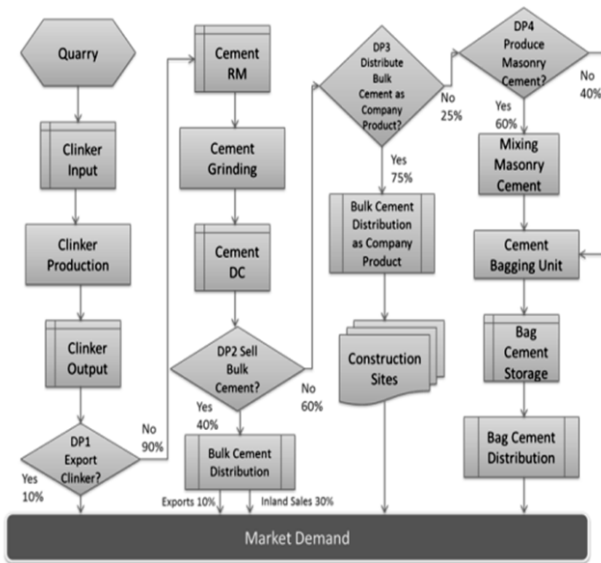 Quarry
Clinker
Input
Clinker
Production
Clinker
Output
DP1
Export
Clinker?
Yes
10%
No
90%
Cement
RM
Cement
Grinding
Cement
DC
DP2 Sell
Bulk
Cement?
Yes
40%
No
60%
Bulk Cement
Distribution
Exports 10%
Inland Sales 30%
DP3
Distribute
Bulk
Cement as
Company
Product?
No
25%
Yes
75%
Bulk Cement
Distribution
as Company
Product
Construction
Sites
DP4
Produce
Masonry
Cement?
No
40%
Yes
60%
Mixing
Masonry
Cement
Cement
Bagging Unit
Bag
Cement
Storage
Bag Cement
Distribution
Market Demand